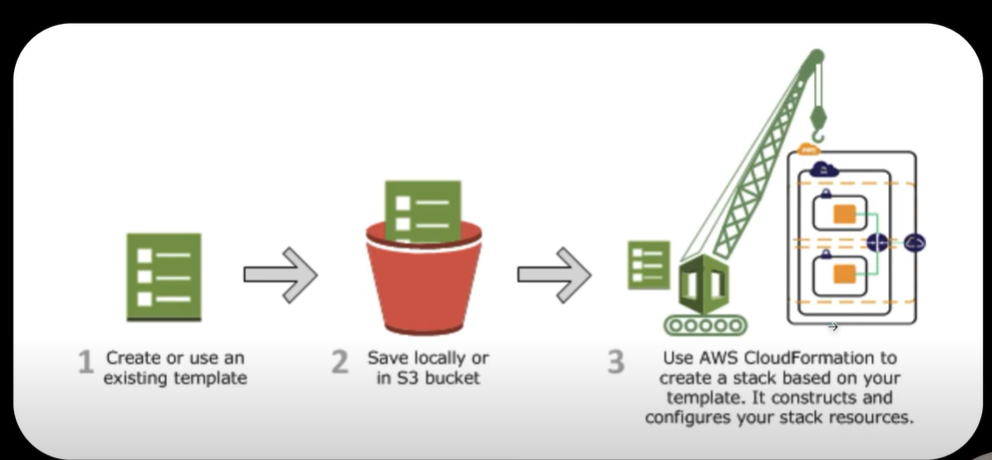 1 Create or use an
existing template
2 Save locally or
in S3 bucket
3 Use AWS CloudFormation to
create a stack based on your
template. It constructs and
configures your stack resources.